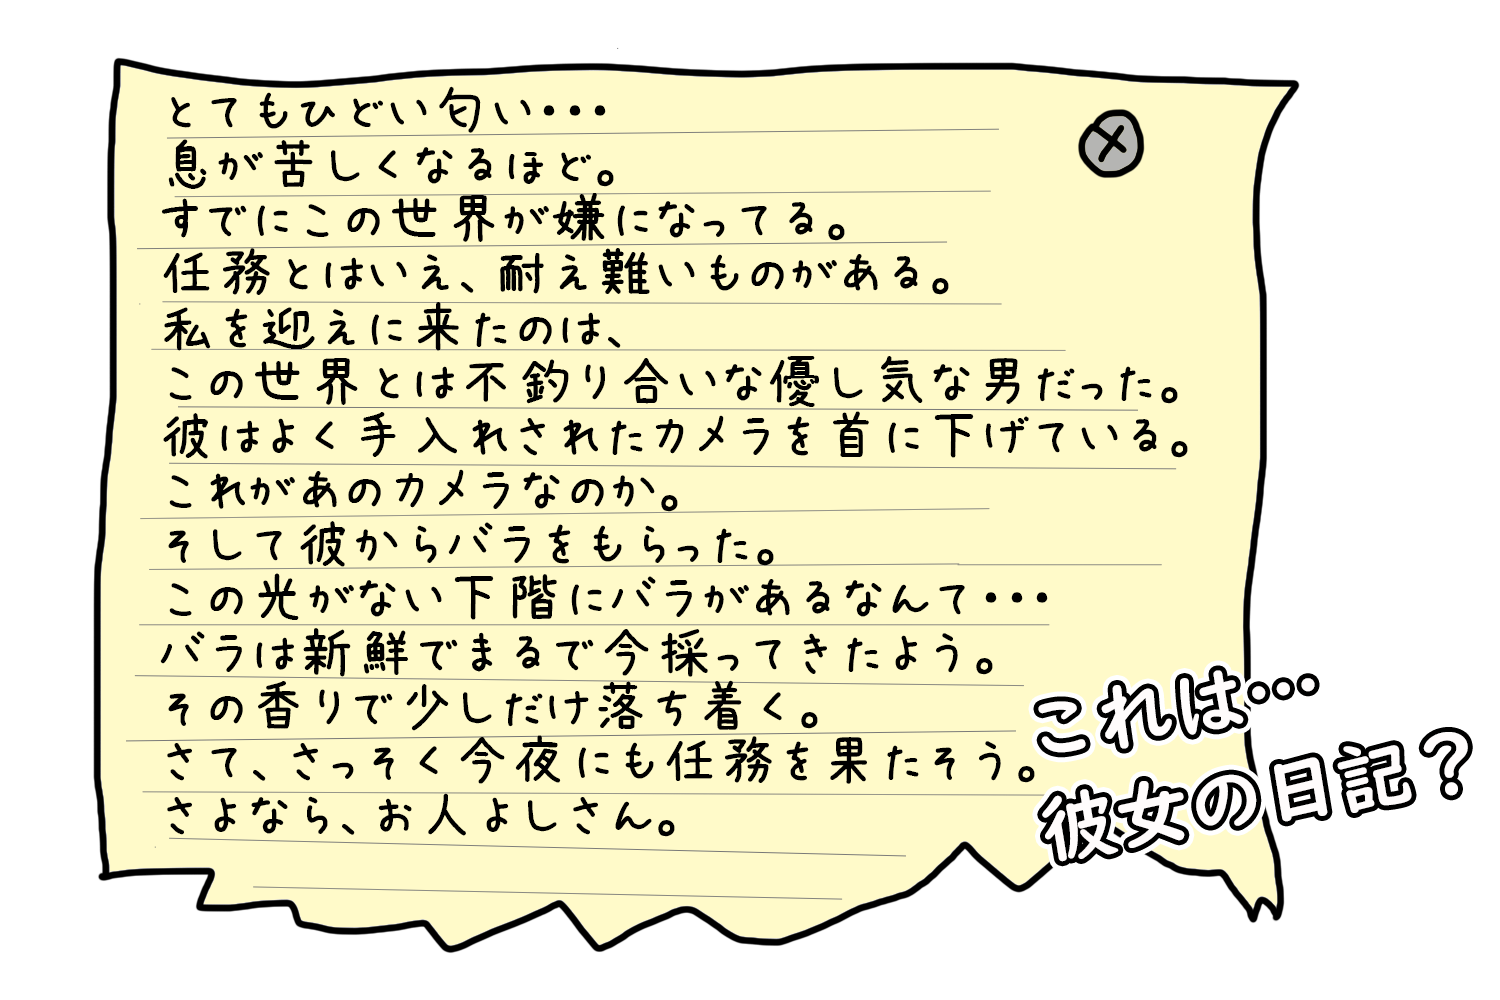 とてもひどい匂い・・・
息が苦しくなるほど。
すでにこの世界が嫌になってる。
任務とはいえ、耐え難いものがある。
私を迎えに来たのは、
この世界とは不釣り合いな優し気な男だった。
彼はよく手入れされたカメラを首に下げている。
これがあのカメラなのか。
そして彼からバラをもらった。
この光がない下階にバラがあるなんて・・・
バラは新鮮でまるで今採ってきたよう。
その香りで少しだけ落ち着く。
さて、さっそく今夜にも任務を果たそう。
さよなら、お人よしさん。
これは…
彼女の日記？